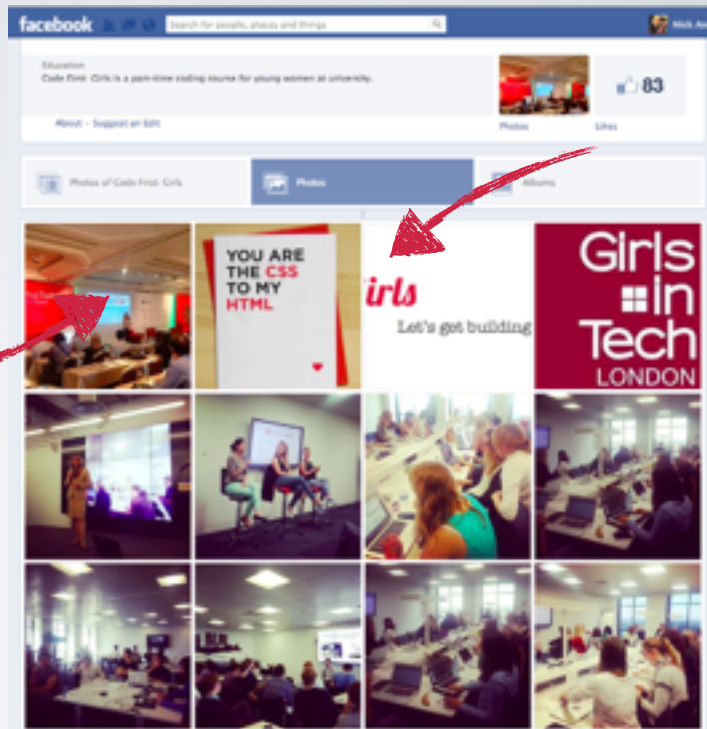 facebook
Search for people, places and things
Nick
Education
Code First: Girls is a part-time coding course for young women at university.
About – Suggest an Edit
Photos
83
Likes
Photos of Code First: Girls
Photos
Albums
YOU ARE
THE CSS
TO MY
HTML
irls
Let's get building
Girls
in
Tech
LONDON